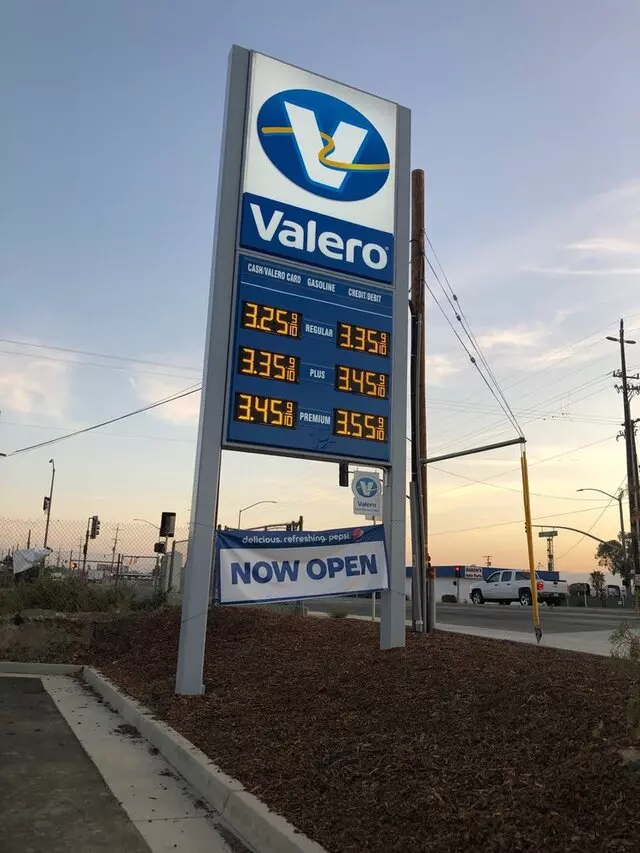 V
Valero
CASH/VALERO CARD GASOLINE CREDIT/DEBIT
3.25 9/10 REGULAR 3.35 9/10
3.35 9/10 PLUS 3.45 9/10
3.45 9/10 PREMIUM 3.55 9/10
Valero
delicious. refreshing. pepsi
NOW OPEN